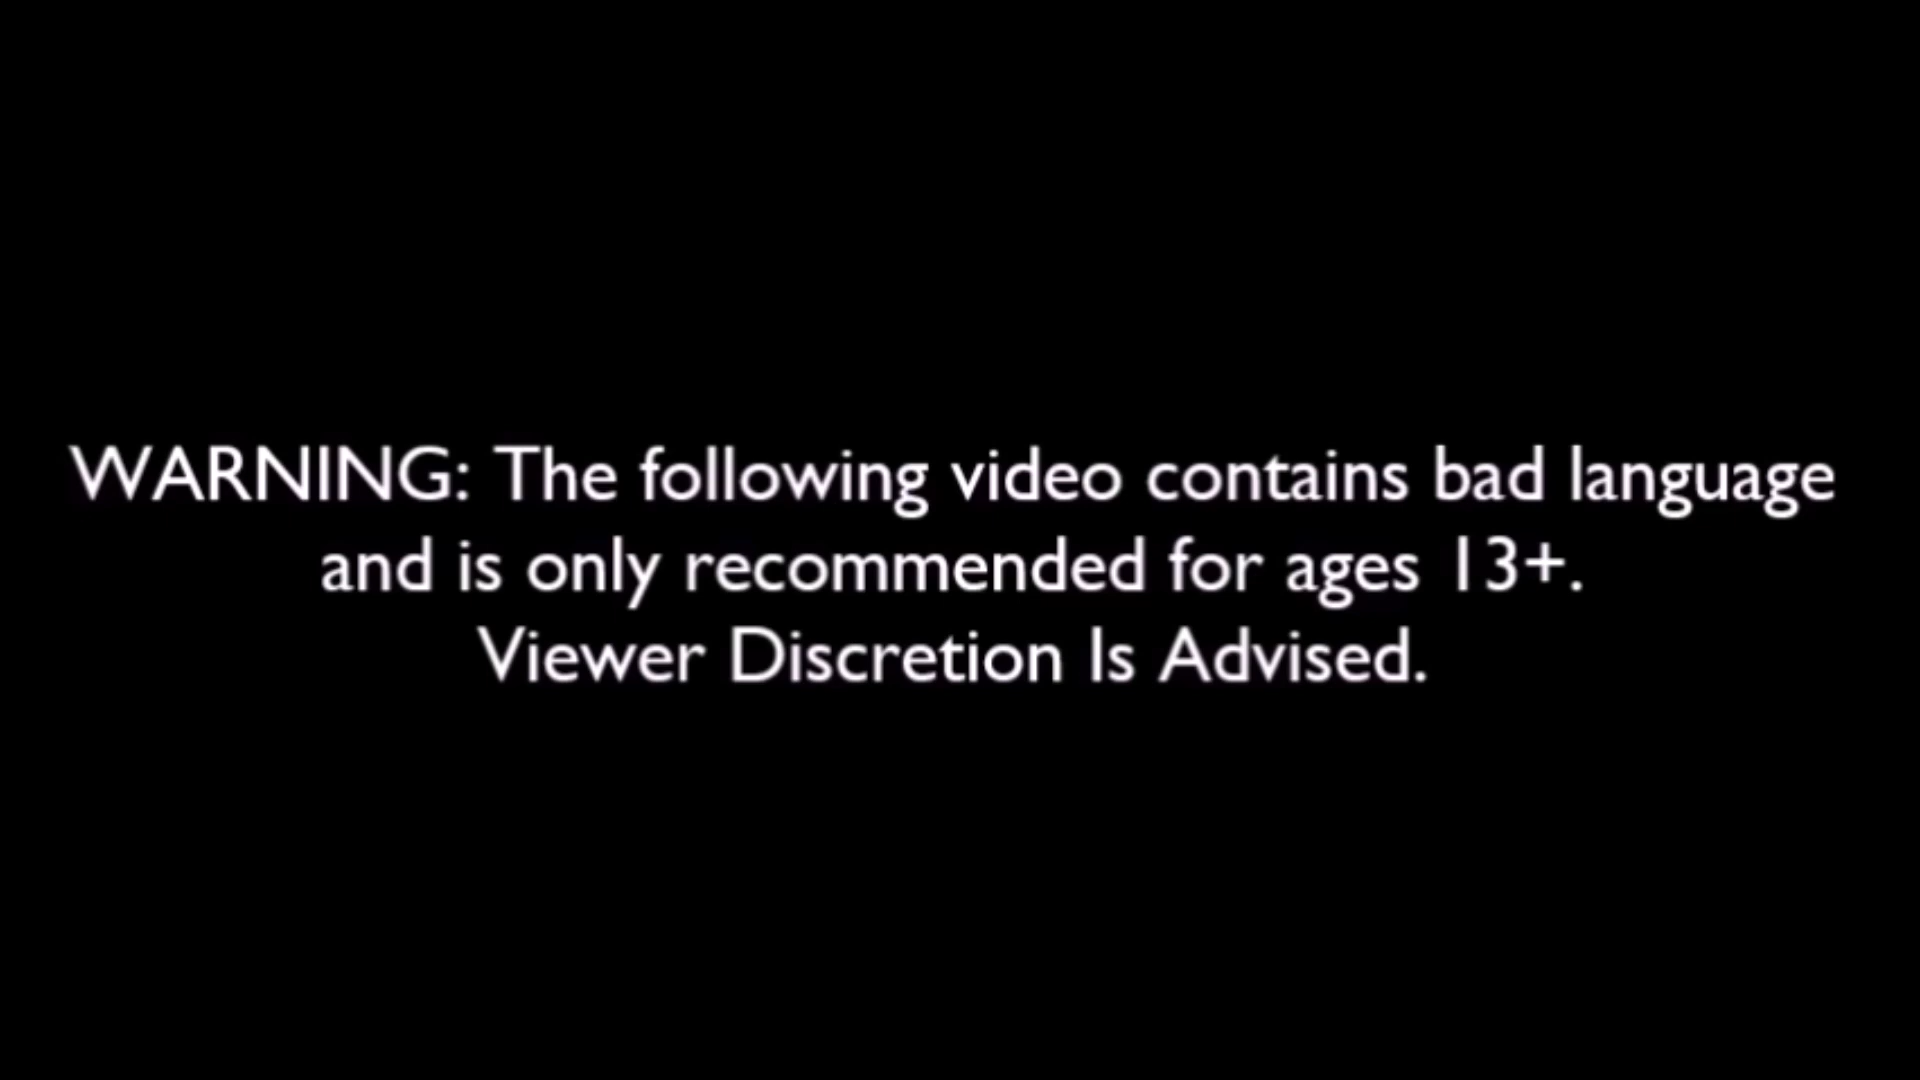 WARNING: The following video contains bad language
and is only recommended for ages 13+.
Viewer Discretion Is Advised.